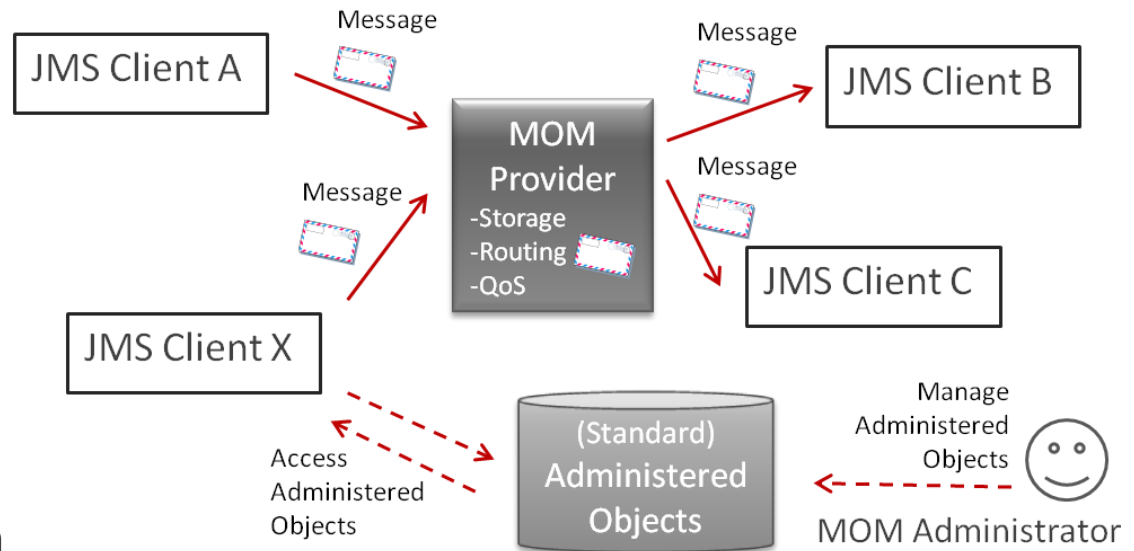 Message
JMS Client A
Message
JMS Client B
MOM
Provider
-Storage
-Routing
-QoS
Message
Message
JMS Client C
JMS Client X
(Standard)
Administered
Objects
Access
Administered
Objects
Manage
Administered
Objects
MOM Administrator